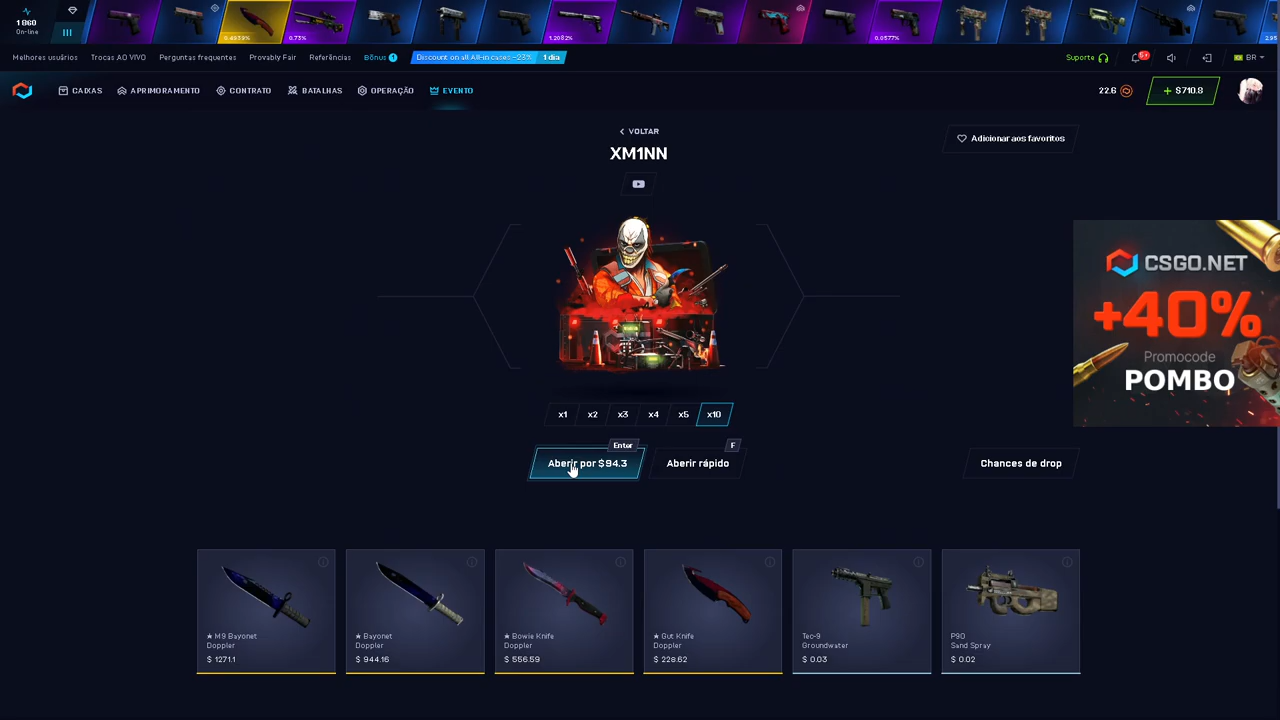 1 860
On-line
0.4939%
0.73%
1.2082%
0.0577%
Melhores usuários
Trocas AO VIVO
Perguntas frequentes
Provably Fair
Referências
Bônus 1
Discount on all All-in cases -23%
1 dia
Suporte
5+
BR
CAIXAS
APRIMORAMENTO
CONTRATO
BATALHAS
OPERAÇÃO
EVENTO
22.6
+ $710.8
VOLTAR
XM1NN
Adicionar aos favoritos
x1
x2
x3
x4
x5
x10
Enter
Aberir por $94.3
F
Aberir rápido
Chances de drop
CSGO.NET
+40%
Promocode
POMBO
★ M9 Bayonet
Doppler
$ 1271.1
★ Bayonet
Doppler
$ 944.16
★ Bowie Knife
Doppler
$ 556.59
★ Gut Knife
Doppler
$ 228.62
Tec-9
Groundwater
$ 0.03
P90
Sand Spray
$ 0.02